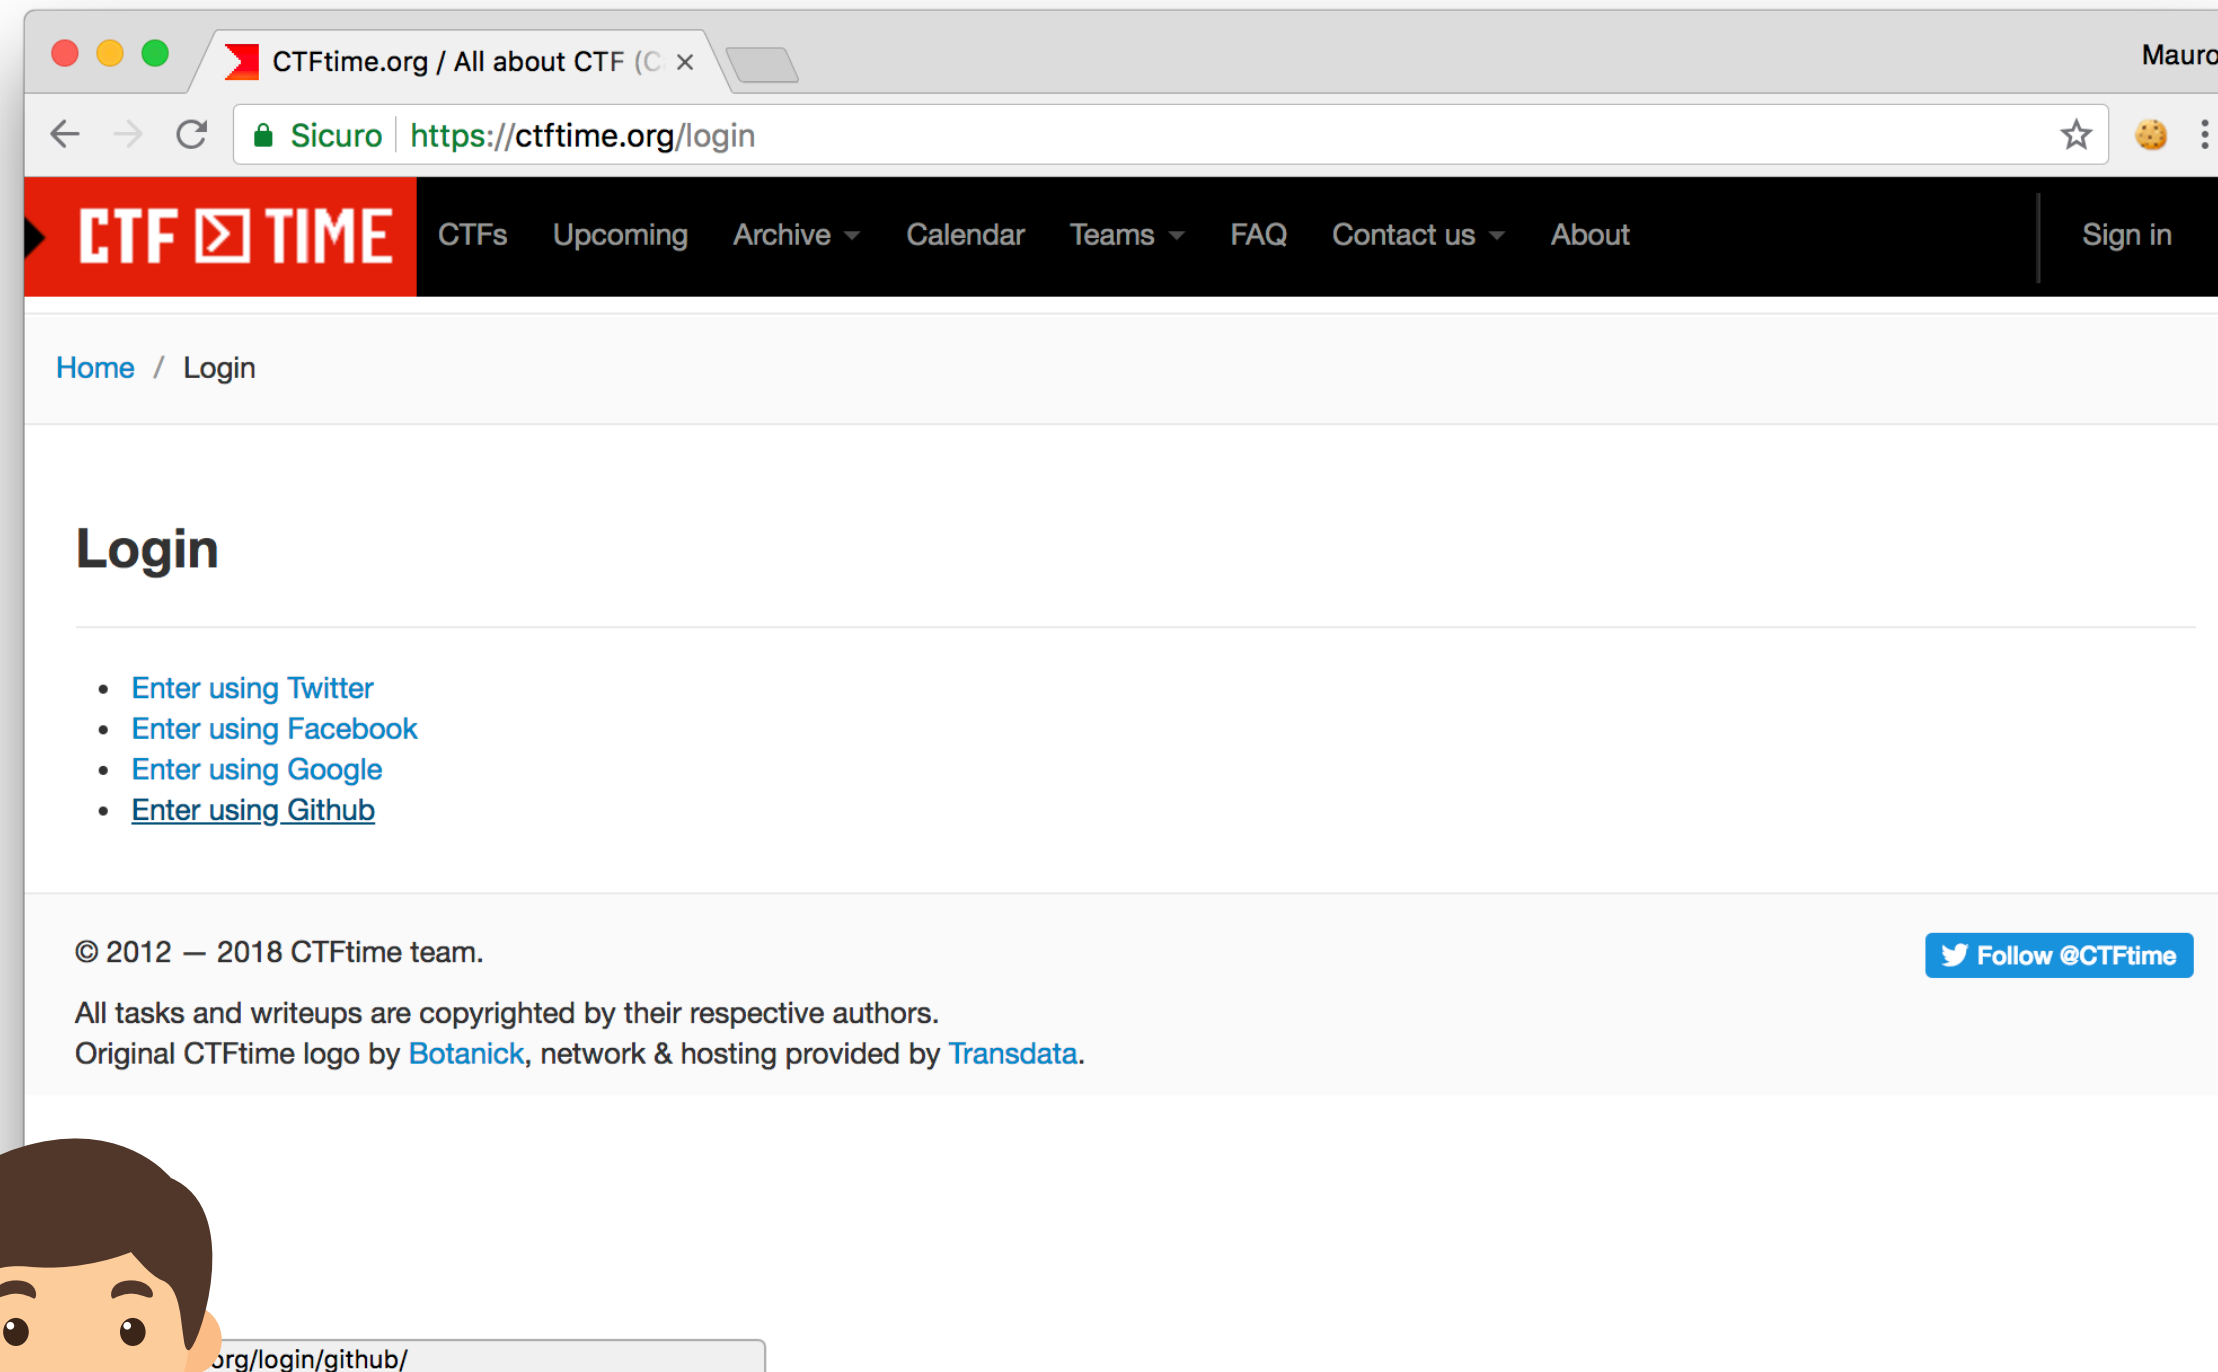 CTFtime.org / All about CTF (C
Mauro
Sicuro https://ctftime.org/login
CTF TIME CTFs Upcoming Archive Calendar Teams FAQ Contact us About Sign in
Home / Login
Login
Enter using Twitter
Enter using Facebook
Enter using Google
Enter using Github
© 2012 — 2018 CTFtime team.
Follow @CTFtime
All tasks and writeups are copyrighted by their respective authors.
Original CTFtime logo by Botanick, network & hosting provided by Transdata.
org/login/github/